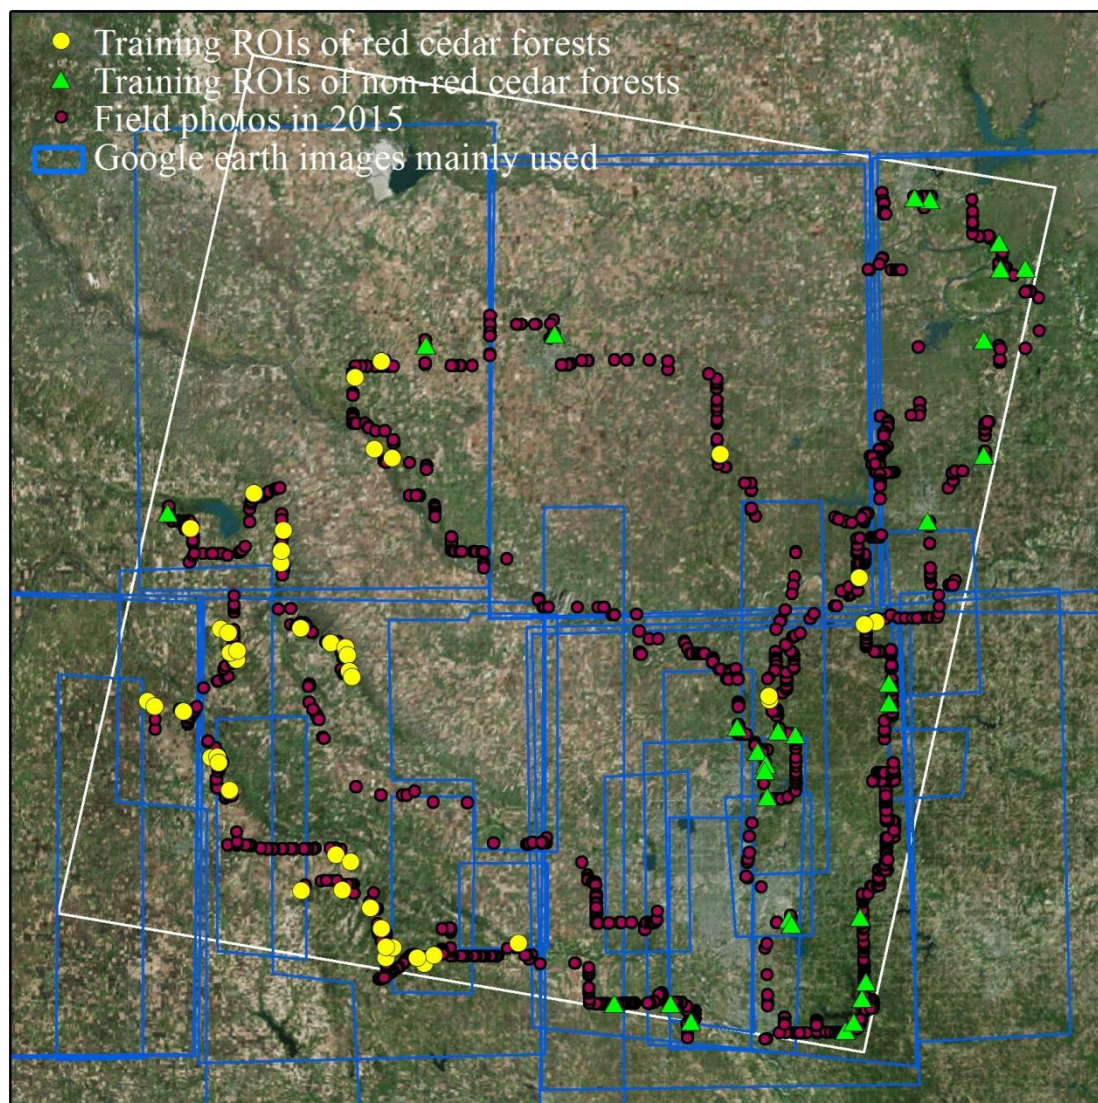 Training ROIs of red cedar forests
Training ROIs of non-red cedar forests
Field photos in 2015
Google earth images mainly used